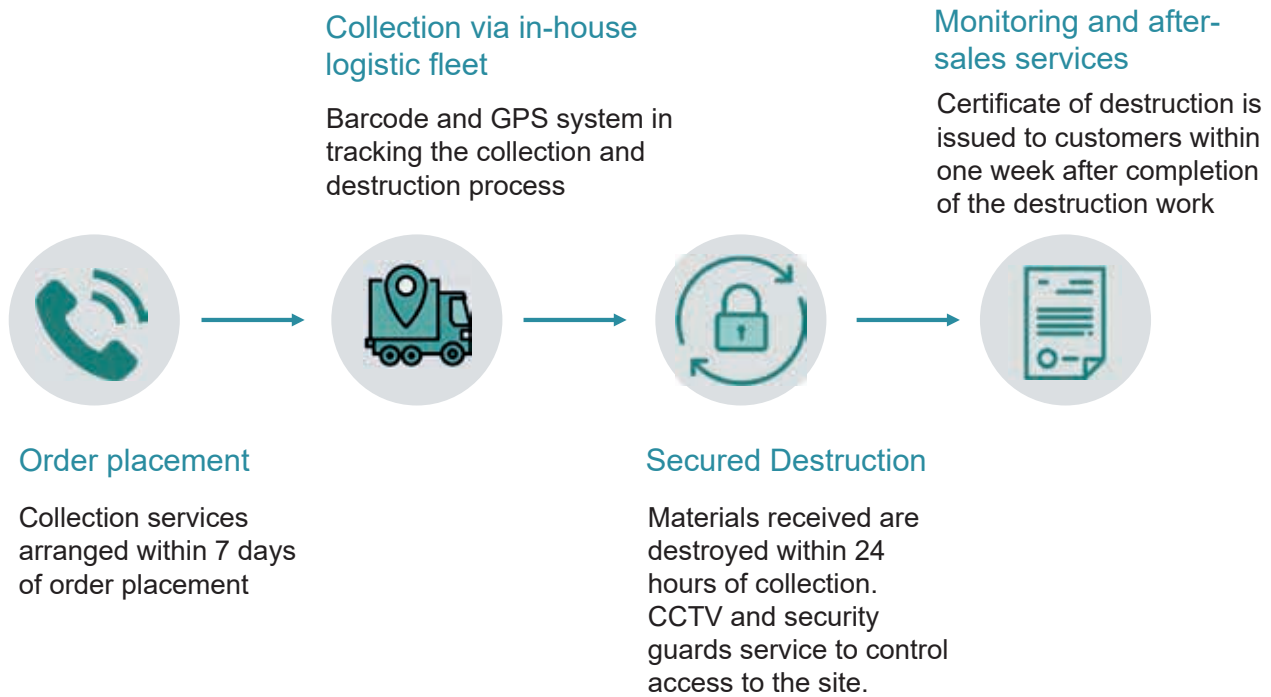 Order placement
Collection services
arranged within 7 days
of order placement
Collection via in-house
logistic fleet
Barcode and GPS system in
tracking the collection and
destruction process
Secured Destruction
Materials received are
destroyed within 24
hours of collection.
CCTV and security
guards service to control
access to the site.
Monitoring and after-
sales services
Certificate of destruction is
issued to customers within
one week after completion
of the destruction work